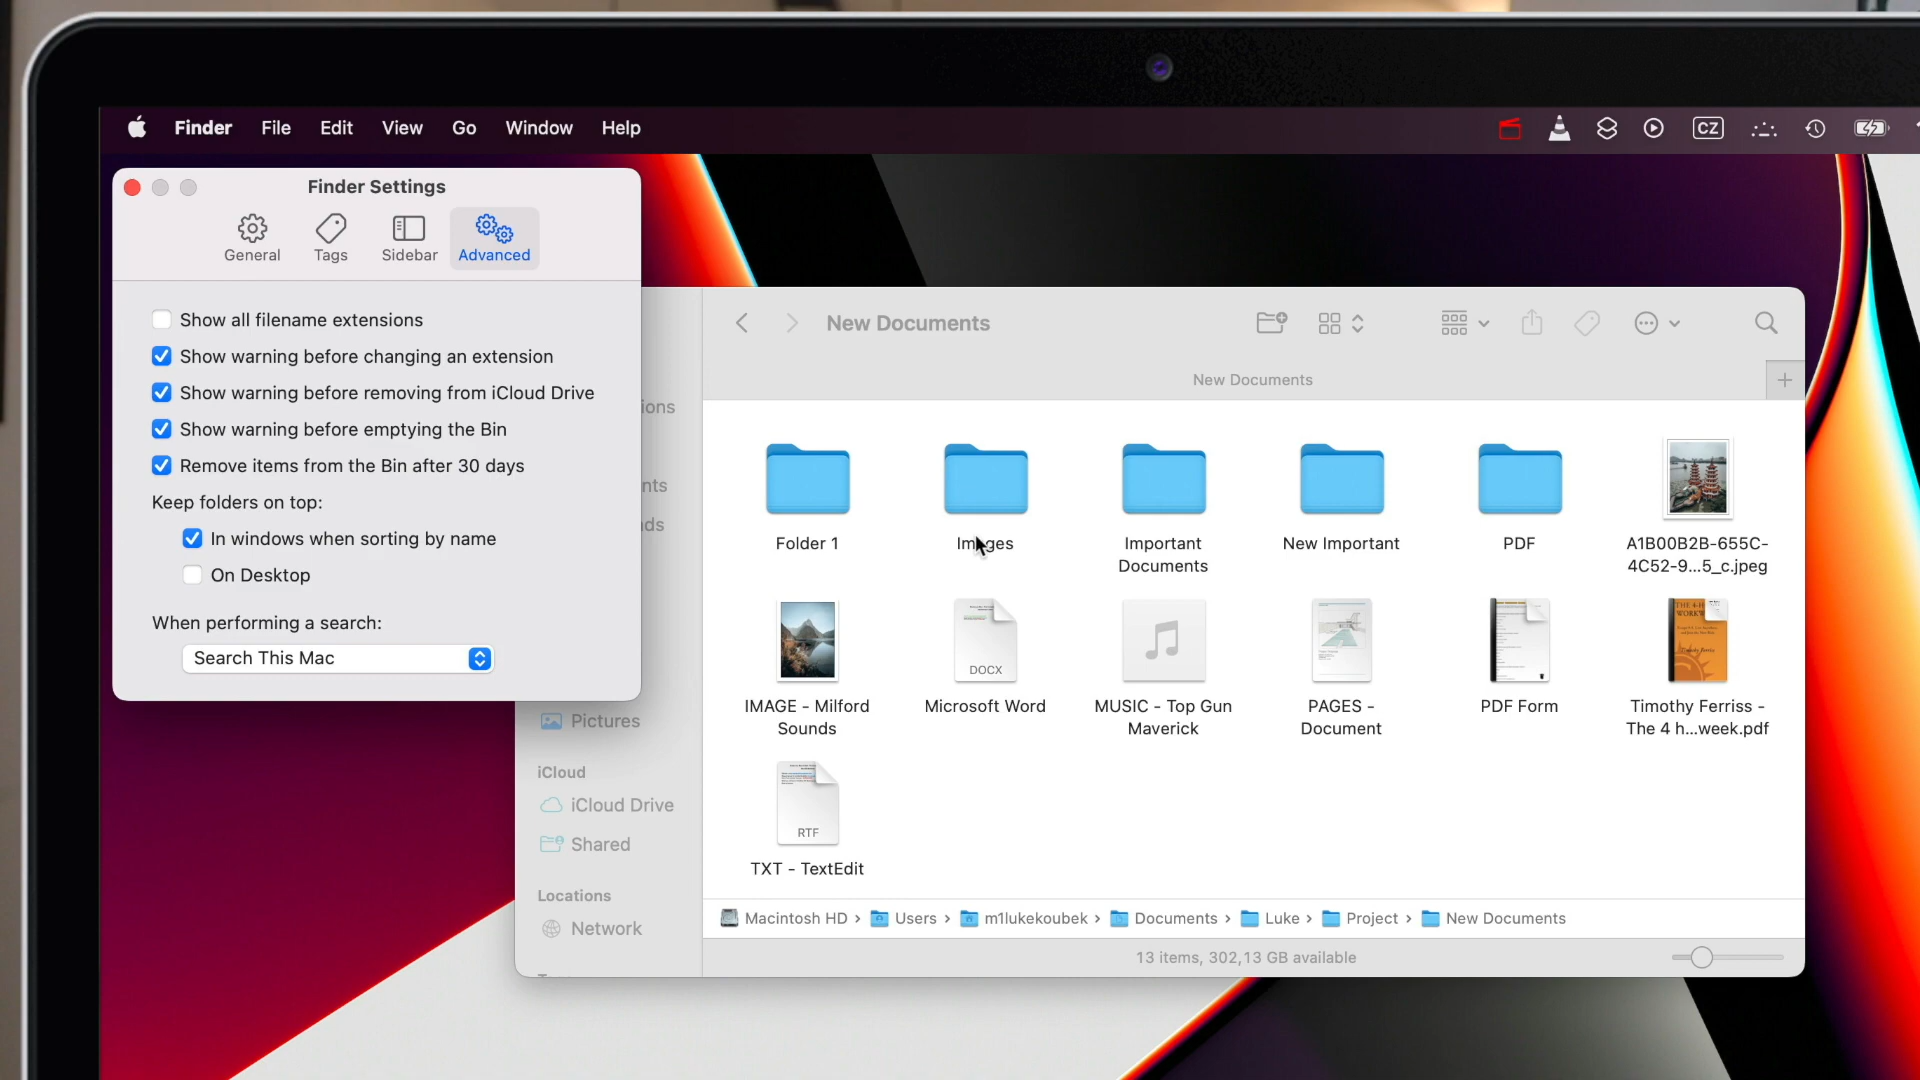 Finder File Edit View Go Window Help
CZ
Finder Settings
General Tags Sidebar Advanced
Show all filename extensions
Show warning before changing an extension
Show warning before removing from iCloud Drive
Show warning before emptying the Bin
Remove items from the Bin after 30 days
Keep folders on top:
In windows when sorting by name
On Desktop
When performing a search:
Search This Mac
ions
nts
ds
Pictures
iCloud
iCloud Drive
Shared
Locations
Network
New Documents
New Documents
Folder 1
Images
Important
Documents
New Important
PDF
A1B00B2B-655C-
4C52-9...5_c.jpeg
IMAGE - Milford
Sounds
DOCX
Microsoft Word
MUSIC - Top Gun
Maverick
PAGES -
Document
PDF Form
Timothy Ferriss -
The 4 h...week.pdf
RTF
TXT - TextEdit
Macintosh HD › Users › m1lukekoubek › Documents › Luke › Project › New Documents
13 items, 302,13 GB available